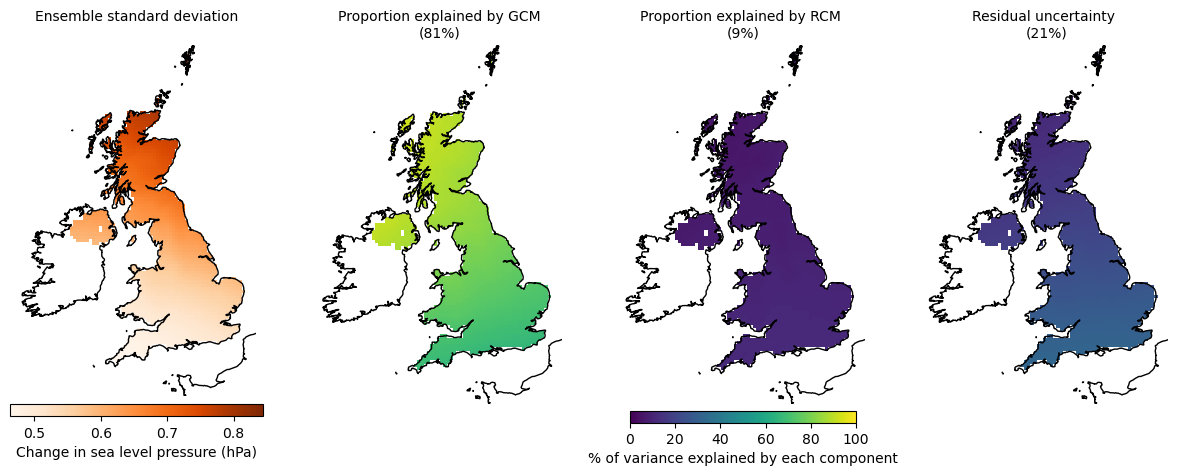 Ensemble standard deviation
Proportion explained by GCM
(81%)
Proportion explained by RCM
(9%)
Residual uncertainty
(21%)
0.5 0.6 0.7 0.8
Change in sea level pressure (hPa)
0 20 40 60 80 100
% of variance explained by each component